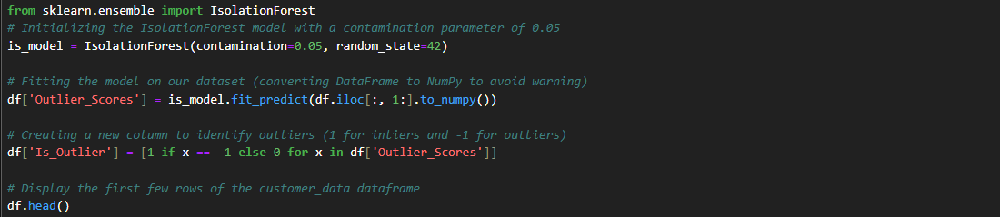 from sklearn.ensemble import IsolationForest
# Initializing the IsolationForest model with a contamination parameter of 0.05
is_model = IsolationForest(contamination=0.05, random_state=42)
# Fitting the model on our dataset (converting DataFrame to NumPy to avoid warning)
df['Outlier_Scores'] = is_model.fit_predict(df.iloc[:, 1:].to_numpy())
# Creating a new column to identify outliers (1 for inliers and -1 for outliers)
df['Is_Outlier'] = [1 if x == -1 else 0 for x in df['Outlier_Scores']]
# Display the first few rows of the customer_data dataframe
df.head()